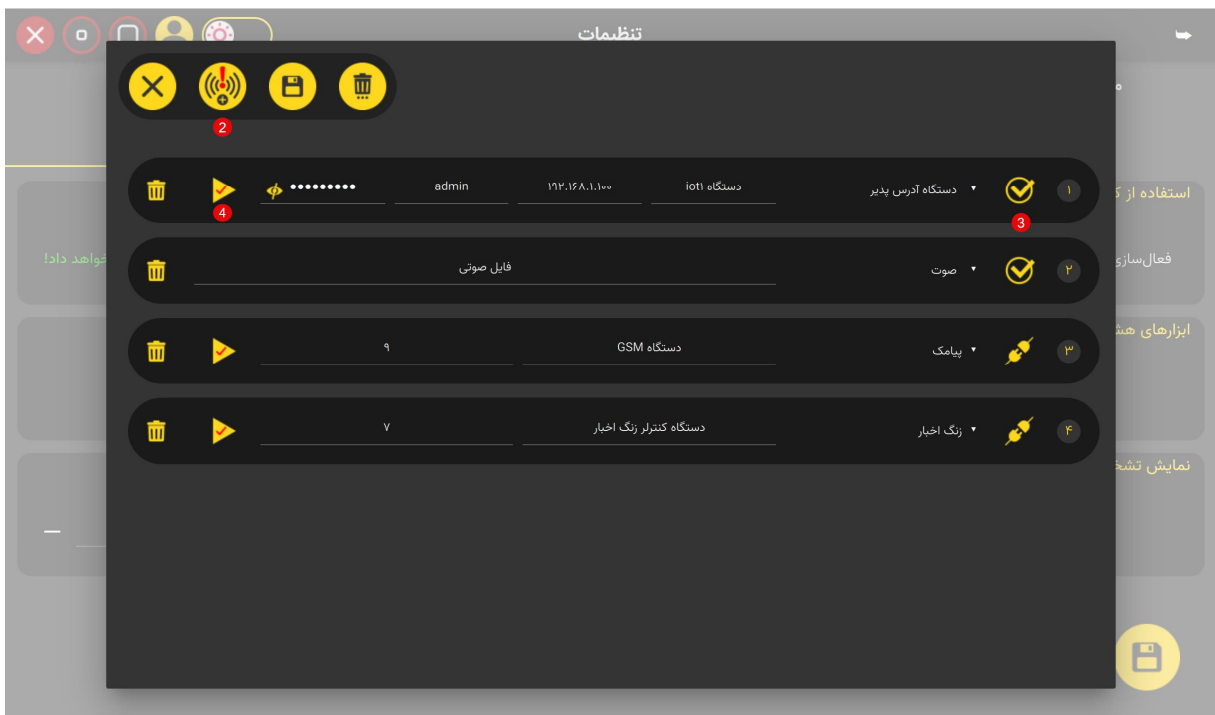 تنظیمات
م
2
۱ دستگاه آدرس پدیر دستگاه iot۱ ۱۹۲.۱۶۸.۱.۱۰۰ admin •••••••••
3
4
استفاده از ک
۲ صوت فایل صوتی
فعال‌سازی
خواهد داد!
۳ پیامک دستگاه GSM ۹
ابزارهای هش
۴ زنگ اخبار دستگاه کنترلر زنگ اخبار ۷
نمایش تشخ